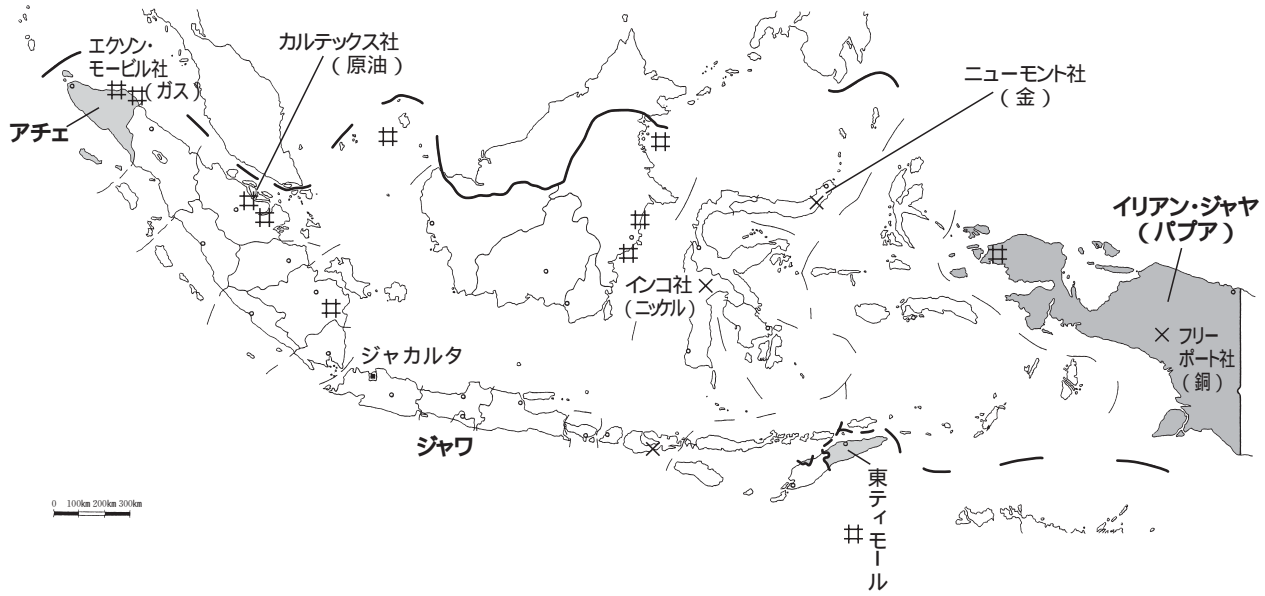 エクソン・
モービル社
(ガス)
アチェ
カルテックス社
(原油)
ニューモント社
(金)
イリアン・ジャヤ
(パプア)
インコ社
(ニッケル)
フリー
ポート社
(銅)
ジャカルタ
ジャワ
東ティモール
0 100km 200km 300km